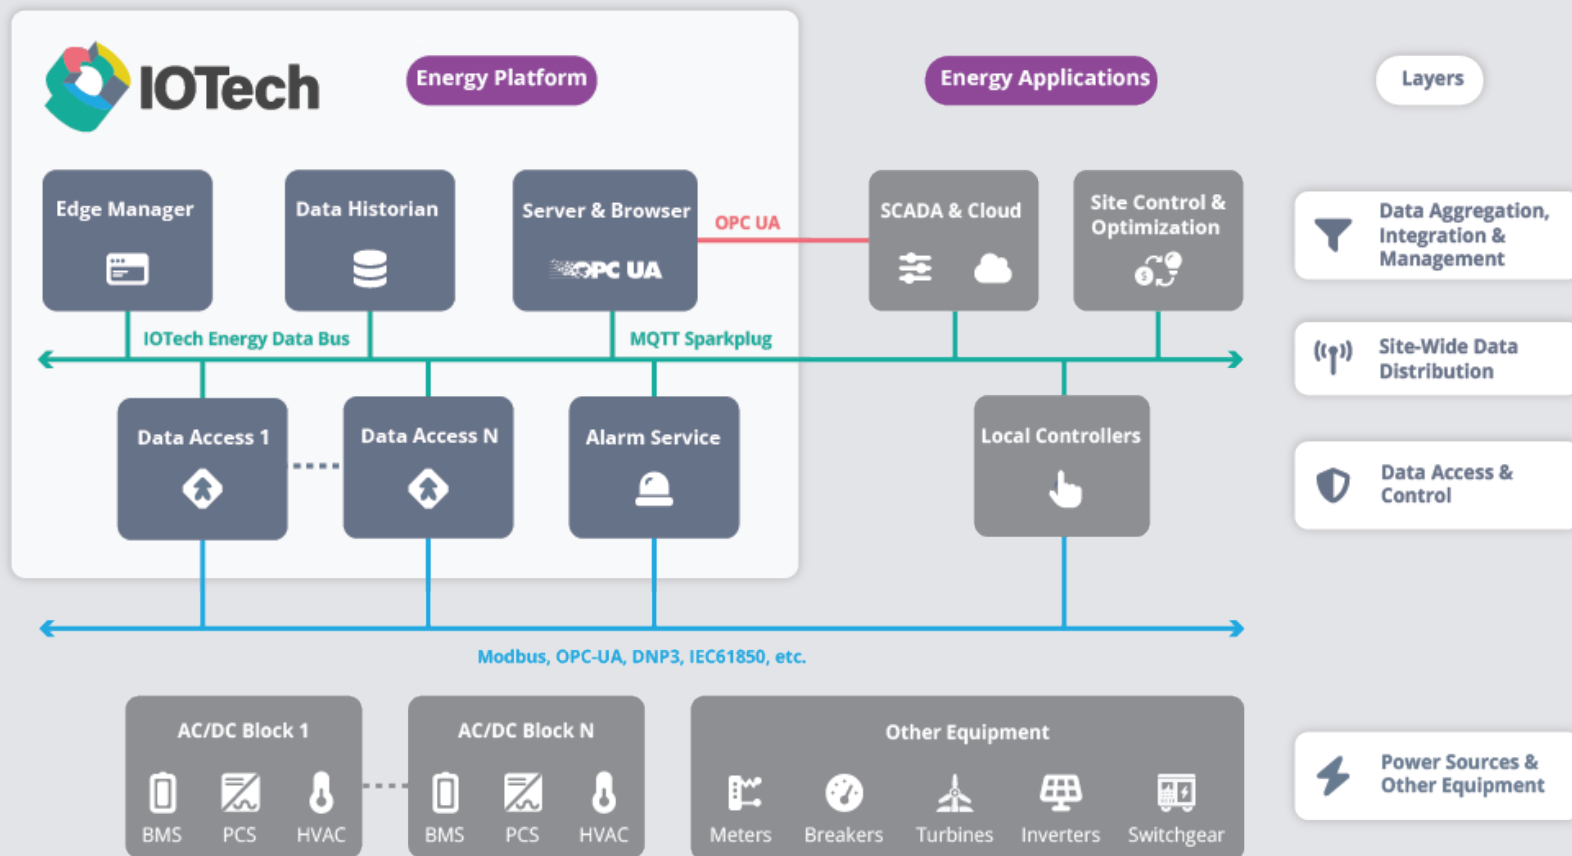 IOTech
Energy Platform
Energy Applications
Layers
Edge Manager
Data Historian
Server & Browser
OPC UA
OPC UA
SCADA & Cloud
Site Control &
Optimization
Data Aggregation,
Integration &
Management
IOTech Energy Data Bus
MQTT Sparkplug
Site-Wide Data
Distribution
Data Access 1
Data Access N
Alarm Service
Local Controllers
Data Access &
Control
Modbus, OPC-UA, DNP3, IEC61850, etc.
AC/DC Block 1
BMS
PCS
HVAC
AC/DC Block N
BMS
PCS
HVAC
Other Equipment
Meters
Breakers
Turbines
Inverters
Switchgear
Power Sources &
Other Equipment